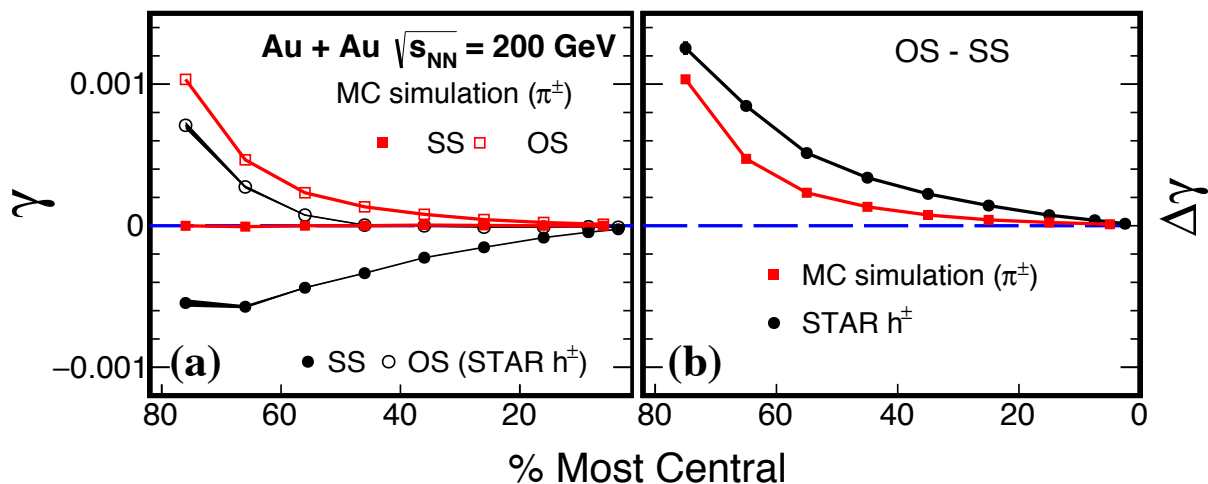 Au + Au √sNN = 200 GeV
MC simulation (π±)
SS OS
γ
0.001
0
−0.001
(a)
SS OS (STAR h±)
80 60 40 20
OS - SS
MC simulation (π±)
STAR h±
(b)
80 60 40 20 0
Δγ
% Most Central